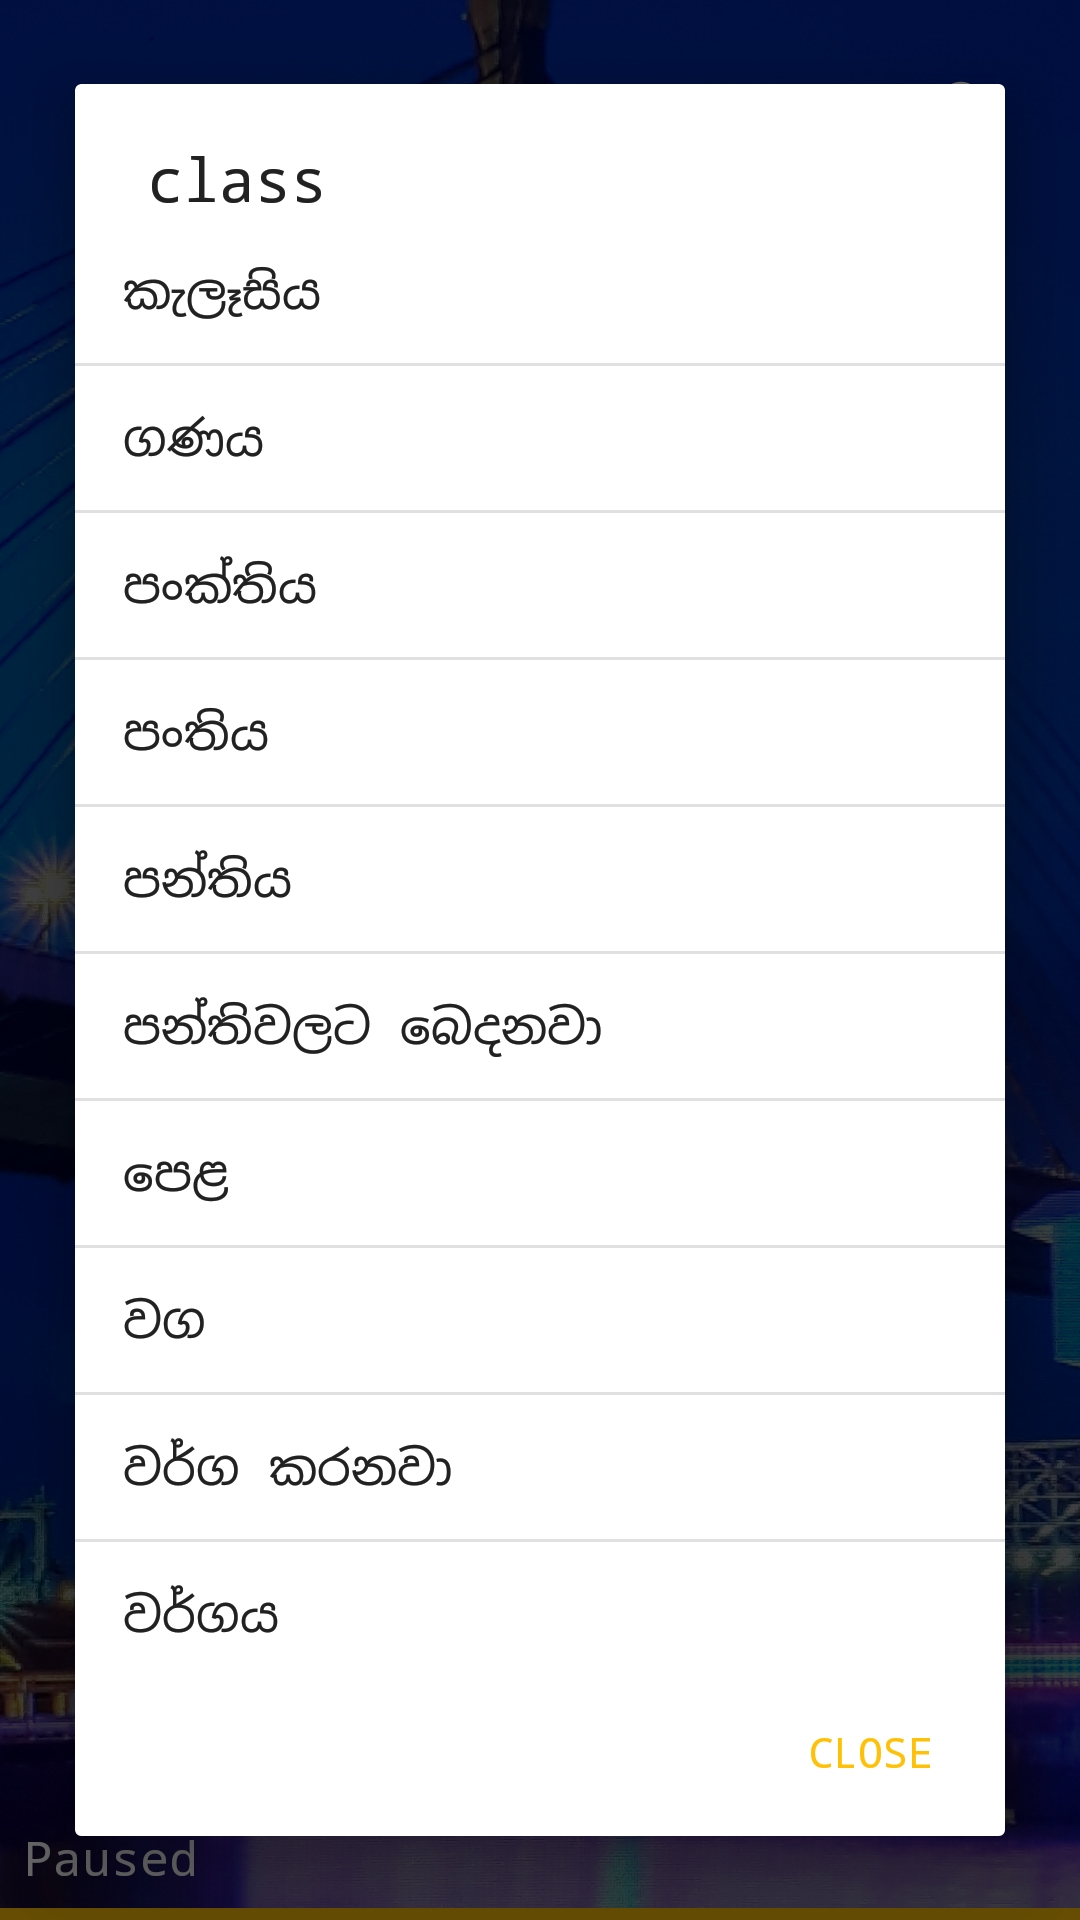 class
කැලෑසිය
ගණය
පංක්තිය
පංතිය
පන්තිය
පන්තිවලට බෙදනවා
පෙළ
වග
වර්ග කරනවා
වර්ගය
CLOSE
Paused